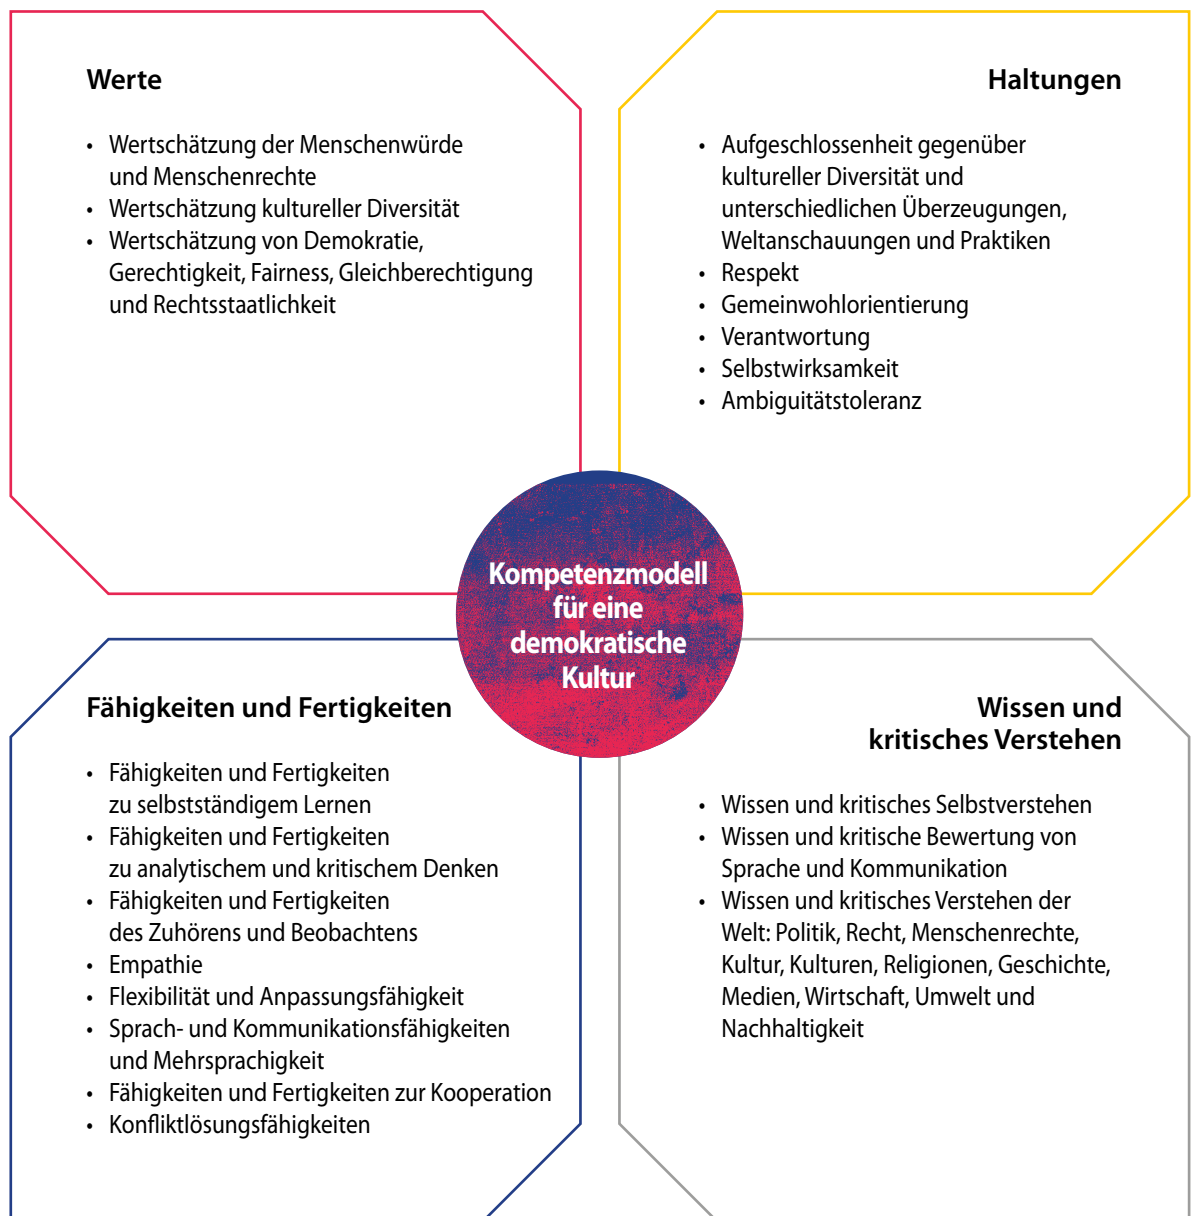 Werte
• Wertschätzung der Menschenwürde
und Menschenrechte
• Wertschätzung kultureller Diversität
• Wertschätzung von Demokratie,
Gerechtigkeit, Fairness, Gleichberechtigung
und Rechtsstaatlichkeit
Haltungen
• Aufgeschlossenheit gegenüber
kultureller Diversität und
unterschiedlichen Überzeugungen,
Weltanschauungen und Praktiken
• Respekt
• Gemeinwohlorientierung
• Verantwortung
• Selbstwirksamkeit
• Ambiguitätstoleranz
Kompetenzmodell
für eine
demokratische
Kultur
Fähigkeiten und Fertigkeiten
• Fähigkeiten und Fertigkeiten
zu selbstständigem Lernen
• Fähigkeiten und Fertigkeiten
zu analytischem und kritischem Denken
• Fähigkeiten und Fertigkeiten
des Zuhörens und Beobachtens
• Empathie
• Flexibilität und Anpassungsfähigkeit
• Sprach- und Kommunikationsfähigkeiten
und Mehrsprachigkeit
• Fähigkeiten und Fertigkeiten zur Kooperation
• Konfliktlösungsfähigkeiten
Wissen und
kritisches Verstehen
• Wissen und kritisches Selbstverstehen
• Wissen und kritische Bewertung von
Sprache und Kommunikation
• Wissen und kritisches Verstehen der
Welt: Politik, Recht, Menschenrechte,
Kultur, Kulturen, Religionen, Geschichte,
Medien, Wirtschaft, Umwelt und
Nachhaltigkeit